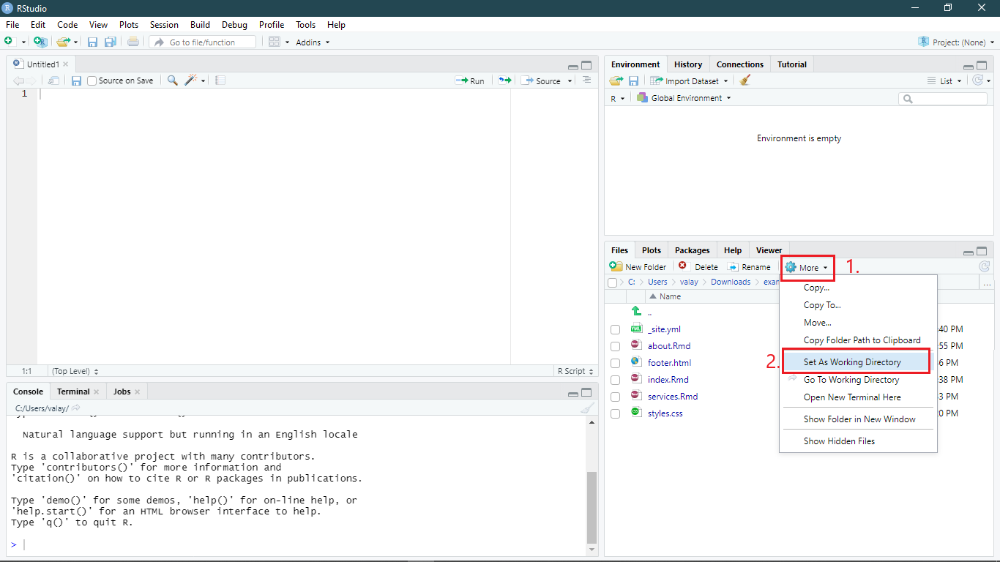 RStudio
File Edit Code View Plots Session Build Debug Profile Tools Help
Go to file/function Addins Project: (None)
Untitled1
Source on Save Run Source
1
1:1 (Top Level) R Script
Console Terminal Jobs
C:/Users/valay/
Natural language support but running in an English locale
R is a collaborative project with many contributors.
Type 'contributors()' for more information and
'citation()' on how to cite R or R packages in publications.
Type 'demo()' for some demos, 'help()' for on-line help, or
'help.start()' for an HTML browser interface to help.
Type 'q()' to quit R.
>
Environment History Connections Tutorial
Import Dataset List
R Global Environment
Environment is empty
Files Plots Packages Help Viewer
New Folder Delete Rename More 1.
C: Users valay Downloads ...
Name
..
_site.yml :40 PM
about.Rmd :55 PM
footer.html 6 PM
index.Rmd :38 PM
services.Rmd 3 PM
styles.css 0 PM
Copy...
Copy To...
Move...
Copy Folder Path to Clipboard
2. Set As Working Directory
Go To Working Directory
Open New Terminal Here
Show Folder in New Window
Show Hidden Files